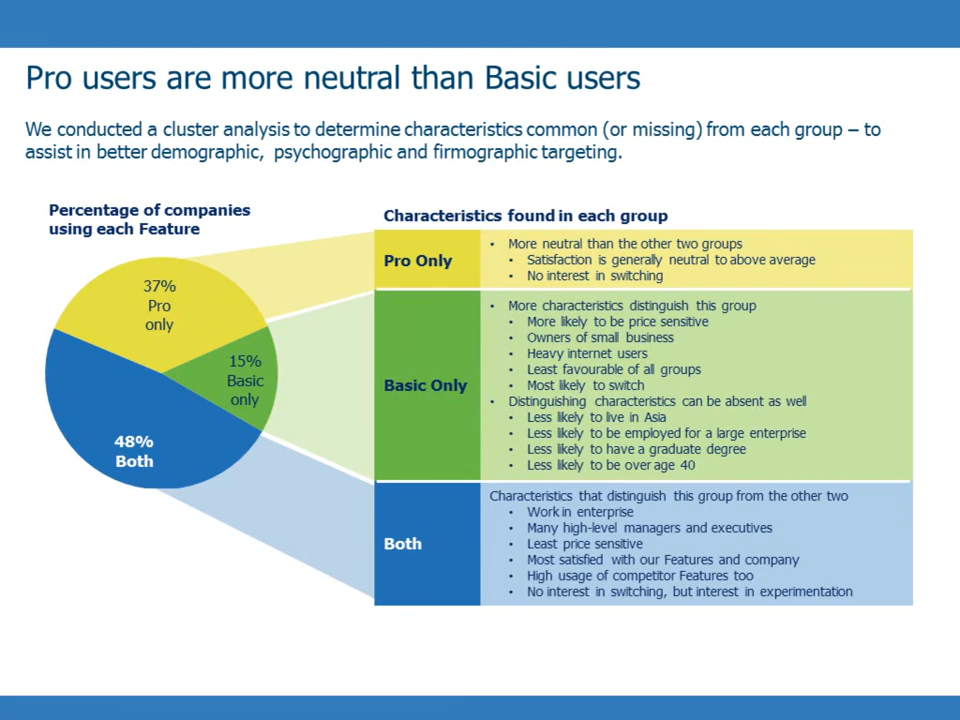 Pro users are more neutral than Basic users
We conducted a cluster analysis to determine characteristics common (or missing) from each group – to
assist in better demographic, psychographic and firmographic targeting.
Percentage of companies
using each Feature
37%
Pro
only
15%
Basic
only
48%
Both
Characteristics found in each group
Pro Only
• More neutral than the other two groups
• Satisfaction is generally neutral to above average
• No interest in switching
Basic Only
• More characteristics distinguish this group
• More likely to be price sensitive
• Owners of small business
• Heavy internet users
• Least favourable of all groups
• Most likely to switch
• Distinguishing characteristics can be absent as well
• Less likely to live in Asia
• Less likely to be employed for a large enterprise
• Less likely to have a graduate degree
• Less likely to be over age 40
Both
Characteristics that distinguish this group from the other two
• Work in enterprise
• Many high-level managers and executives
• Least price sensitive
• Most satisfied with our Features and company
• High usage of competitor Features too
• No interest in switching, but interest in experimentation